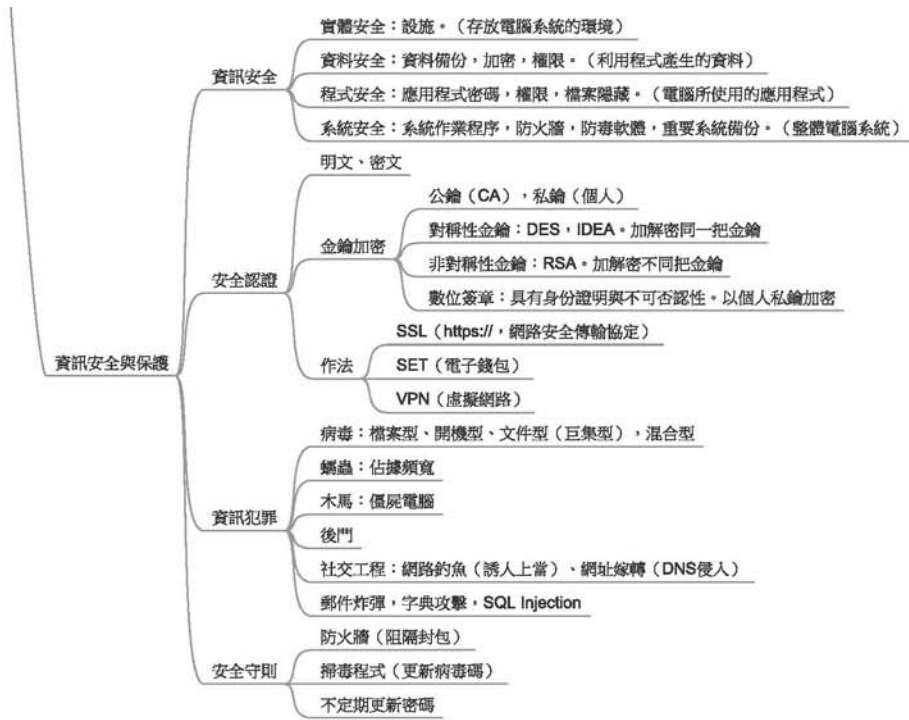 資訊安全與保護
資訊安全
實體安全：設施。（存放電腦系統的環境）
資料安全：資料備份，加密，權限。（利用程式產生的資料）
程式安全：應用程式密碼，權限，檔案隱藏。（電腦所使用的應用程式）
系統安全：系統作業程序，防火牆，防毒軟體，重要系統備份。（整體電腦系統）
安全認證
明文、密文
金鑰加密
公鑰（CA），私鑰（個人）
對稱性金鑰：DES，IDEA。加解密同一把金鑰
非對稱性金鑰：RSA。加解密不同把金鑰
數位簽章：具有身份證明與不可否認性。以個人私鑰加密
作法
SSL（https://，網路安全傳輸協定）
SET（電子錢包）
VPN（虛擬網路）
資訊犯罪
病毒：檔案型、開機型、文件型（巨集型），混合型
蠕蟲：佔據頻寬
木馬：僵屍電腦
後門
社交工程：網路釣魚（誘人上當）、網址嫁轉（DNS侵入）
郵件炸彈，字典攻擊，SQL Injection
安全守則
防火牆（阻隔封包）
掃毒程式（更新病毒碼）
不定期更新密碼